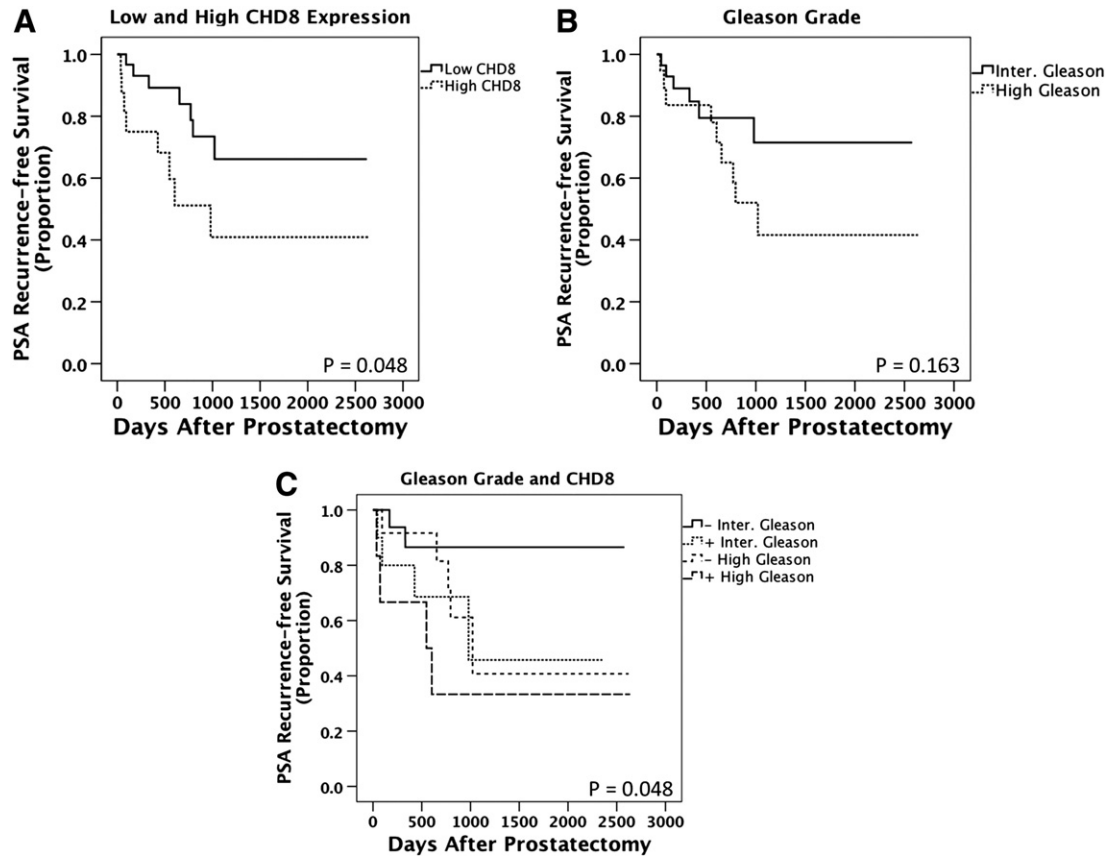 A
Low and High CHD8 Expression
PSA Recurrence-free Survival
(Proportion)
1.0
0.8
0.6
0.4
0.2
0.0
Low CHD8
High CHD8
P = 0.048
0 500 1000 1500 2000 2500 3000
Days After Prostatectomy
B
Gleason Grade
PSA Recurrence-free Survival
(Proportion)
1.0
0.8
0.6
0.4
0.2
0.0
Inter. Gleason
High Gleason
P = 0.163
0 500 1000 1500 2000 2500 3000
Days After Prostatectomy
C
Gleason Grade and CHD8
PSA Recurrence-free Survival
(Proportion)
1.0
0.8
0.6
0.4
0.2
0.0
- Inter. Gleason
+ Inter. Gleason
- High Gleason
+ High Gleason
P = 0.048
0 500 1000 1500 2000 2500 3000
Days After Prostatectomy